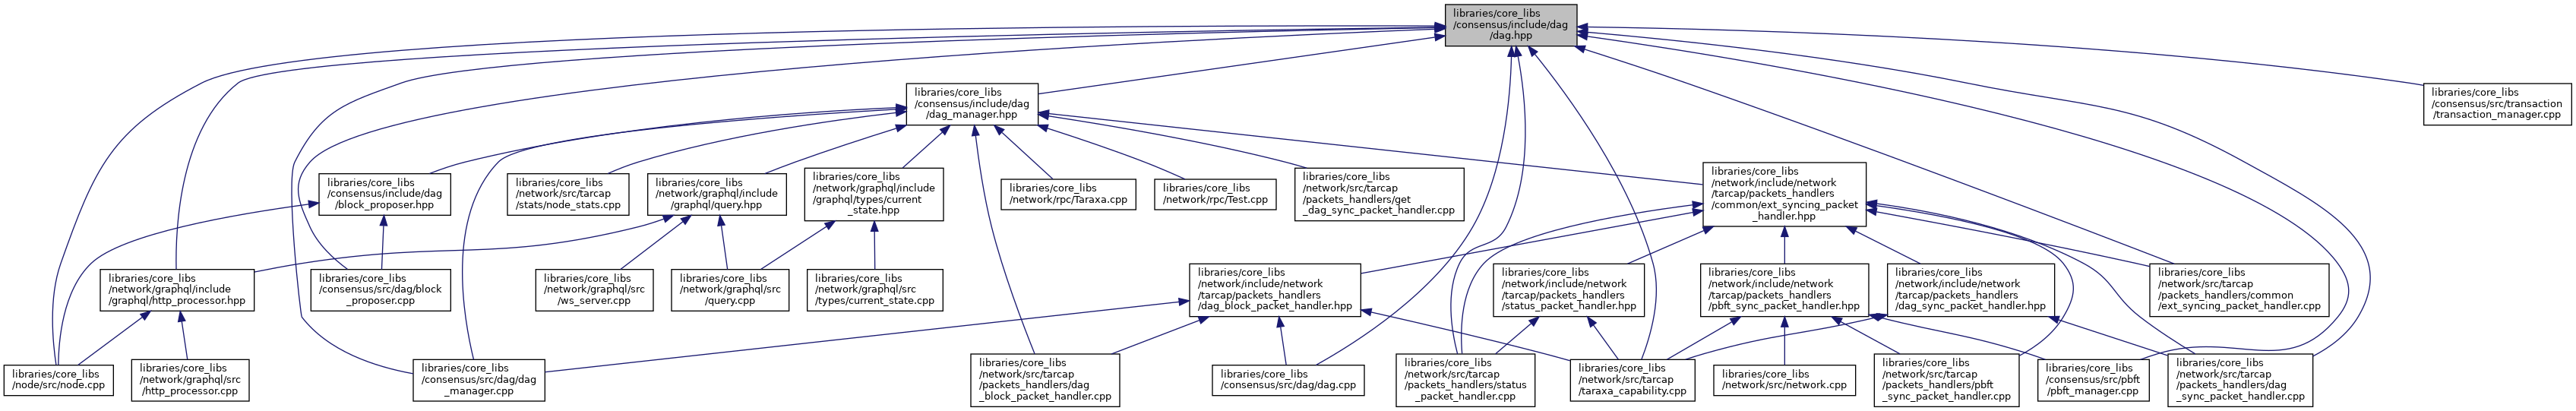 libraries/core_libs
/consensus/include/dag
/dag.hpp
libraries/core_libs
/consensus/include/dag
/dag_manager.hpp
libraries/core_libs
/consensus/src/transaction
/transaction_manager.cpp
libraries/core_libs
/consensus/include/dag
/block_proposer.hpp
libraries/core_libs
/network/src/tarcap
/stats/node_stats.cpp
libraries/core_libs
/network/graphql/include
/graphql/query.hpp
libraries/core_libs
/network/graphql/include
/graphql/types/current
_state.hpp
libraries/core_libs
/network/rpc/Taraxa.cpp
libraries/core_libs
/network/rpc/Test.cpp
libraries/core_libs
/network/src/tarcap
/packets_handlers/get
_dag_sync_packet_handler.cpp
libraries/core_libs
/network/include/network
/tarcap/packets_handlers
/common/ext_syncing_packet
_handler.hpp
libraries/core_libs
/network/graphql/include
/graphql/http_processor.hpp
libraries/core_libs
/consensus/src/dag/block
_proposer.cpp
libraries/core_libs
/network/graphql/src
/ws_server.cpp
libraries/core_libs
/network/graphql/src
/query.cpp
libraries/core_libs
/network/graphql/src
/types/current_state.cpp
libraries/core_libs
/network/include/network
/tarcap/packets_handlers
/dag_block_packet_handler.hpp
libraries/core_libs
/network/include/network
/tarcap/packets_handlers
/status_packet_handler.hpp
libraries/core_libs
/network/include/network
/tarcap/packets_handlers
/pbft_sync_packet_handler.hpp
libraries/core_libs
/network/include/network
/tarcap/packets_handlers
/dag_sync_packet_handler.hpp
libraries/core_libs
/network/src/tarcap
/packets_handlers/common
/ext_syncing_packet_handler.cpp
libraries/core_libs
/node/src/node.cpp
libraries/core_libs
/network/graphql/src
/http_processor.cpp
libraries/core_libs
/consensus/src/dag/dag
_manager.cpp
libraries/core_libs
/network/src/tarcap
/packets_handlers/dag
_block_packet_handler.cpp
libraries/core_libs
/consensus/src/dag/dag.cpp
libraries/core_libs
/network/src/tarcap
/packets_handlers/status
_packet_handler.cpp
libraries/core_libs
/network/src/tarcap
/taraxa_capability.cpp
libraries/core_libs
/network/src/network.cpp
libraries/core_libs
/network/src/tarcap
/packets_handlers/pbft
_sync_packet_handler.cpp
libraries/core_libs
/consensus/src/pbft
/pbft_manager.cpp
libraries/core_libs
/network/src/tarcap
/packets_handlers/dag
_sync_packet_handler.cpp